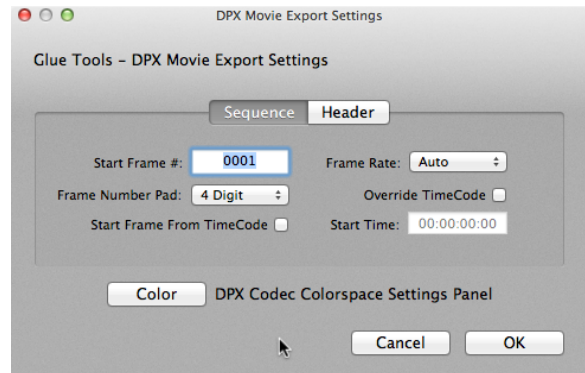 DPX Movie Export Settings
Glue Tools – DPX Movie Export Settings
Sequence Header
Start Frame #: 0001 Frame Rate: Auto
Frame Number Pad: 4 Digit Override TimeCode
Start Frame From TimeCode Start Time: 00:00:00:00
Color DPX Codec Colorspace Settings Panel
Cancel OK